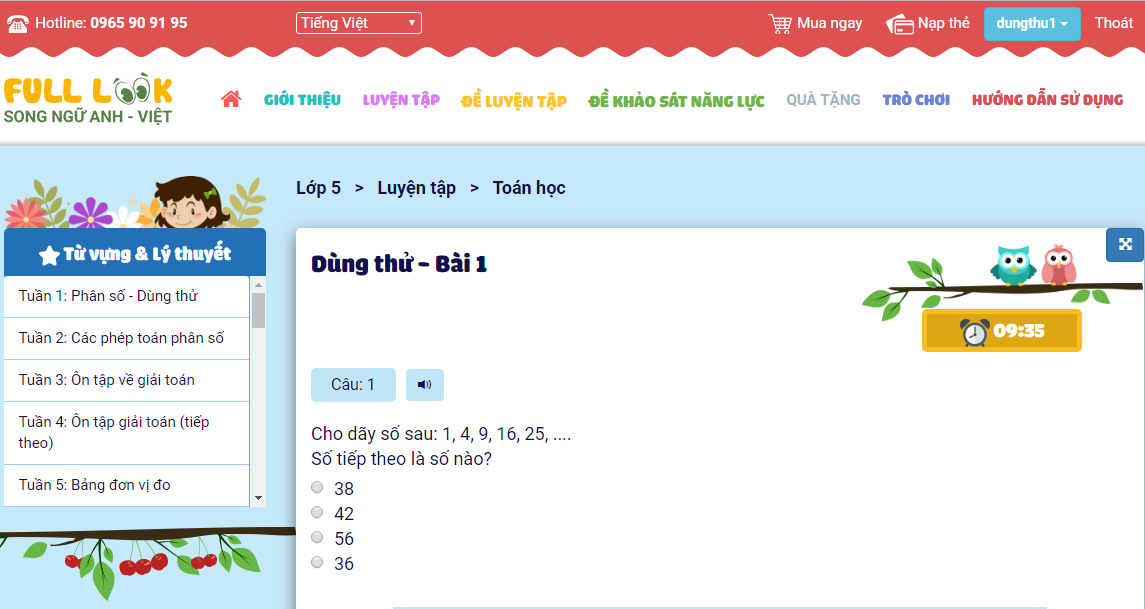 Hotline: 0965 90 91 95 Tiếng Việt Mua ngay Nạp thẻ dungthu1 Thoát
FULL LOOK
SONG NGỮ ANH - VIỆT
GIỚI THIỆU LUYỆN TẬP ĐỀ LUYỆN TẬP ĐỀ KHẢO SÁT NĂNG LỰC QUÀ TẶNG TRÒ CHƠI HƯỚNG DẪN SỬ DỤNG
Lớp 5 > Luyện tập > Toán học
Từ vựng & Lý thuyết
Tuần 1: Phân số - Dùng thử
Tuần 2: Các phép toán phân số
Tuần 3: Ôn tập về giải toán
Tuần 4: Ôn tập giải toán (tiếp
theo)
Tuần 5: Bảng đơn vị đo
Dùng thử - Bài 1
09:35
Câu: 1
Cho dãy số sau: 1, 4, 9, 16, 25, ....
Số tiếp theo là số nào?
38
42
56
36